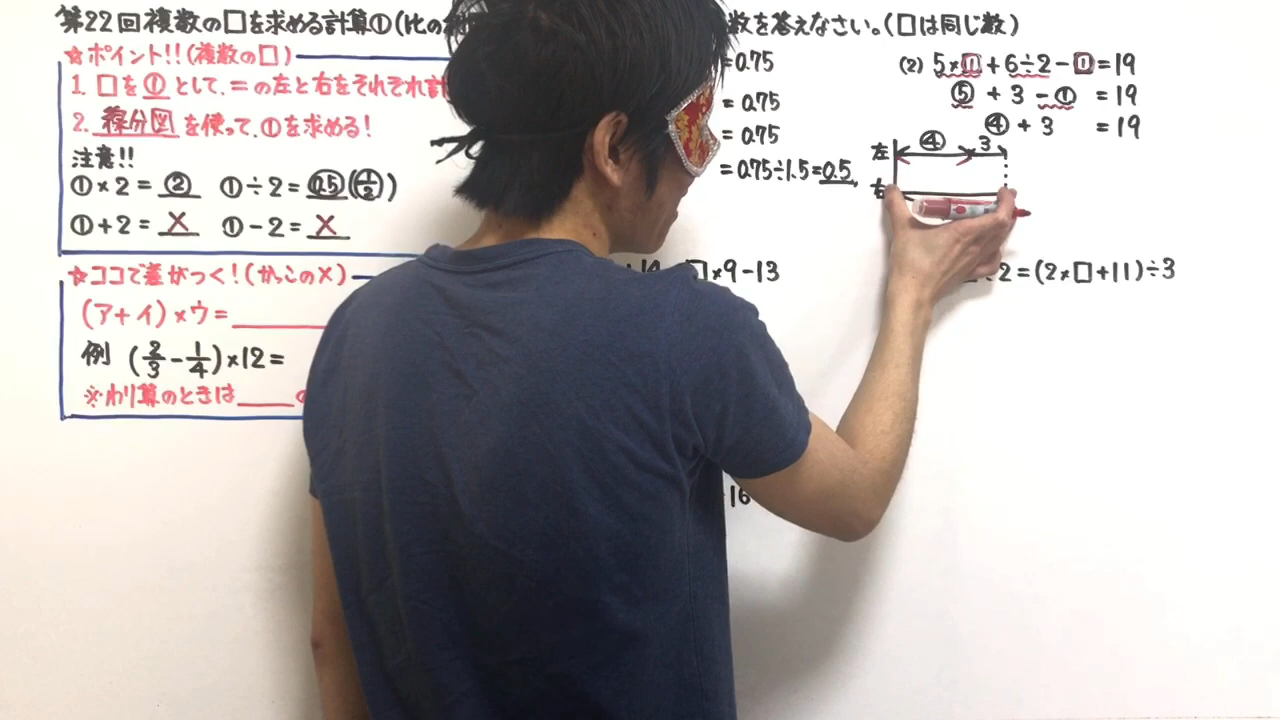 第22回 複数の□を求める計算①(比の
数を答えなさい。(□は同じ数)
☆ポイント!!(複数の□)
1. □を①として、=の左と右をそれぞれ計
2. 線分図を使って、①を求める!
注意!!
①×2=② ①÷2=0.5(1/2)
①+2=× ①-2=×
☆ココで差がつく!(かっこの×)
(ア+イ)×ウ=
例 (2/3-1/4)×12=
※わり算のときは____の
=0.75
=0.75
=0.75
=0.75÷1.5=0.5
(2) 5×□+6÷2-□=19
⑤+3-①=19
④+3=19
左 ④ 3
右
□×9-13
÷2=(2×□+11)÷3
16